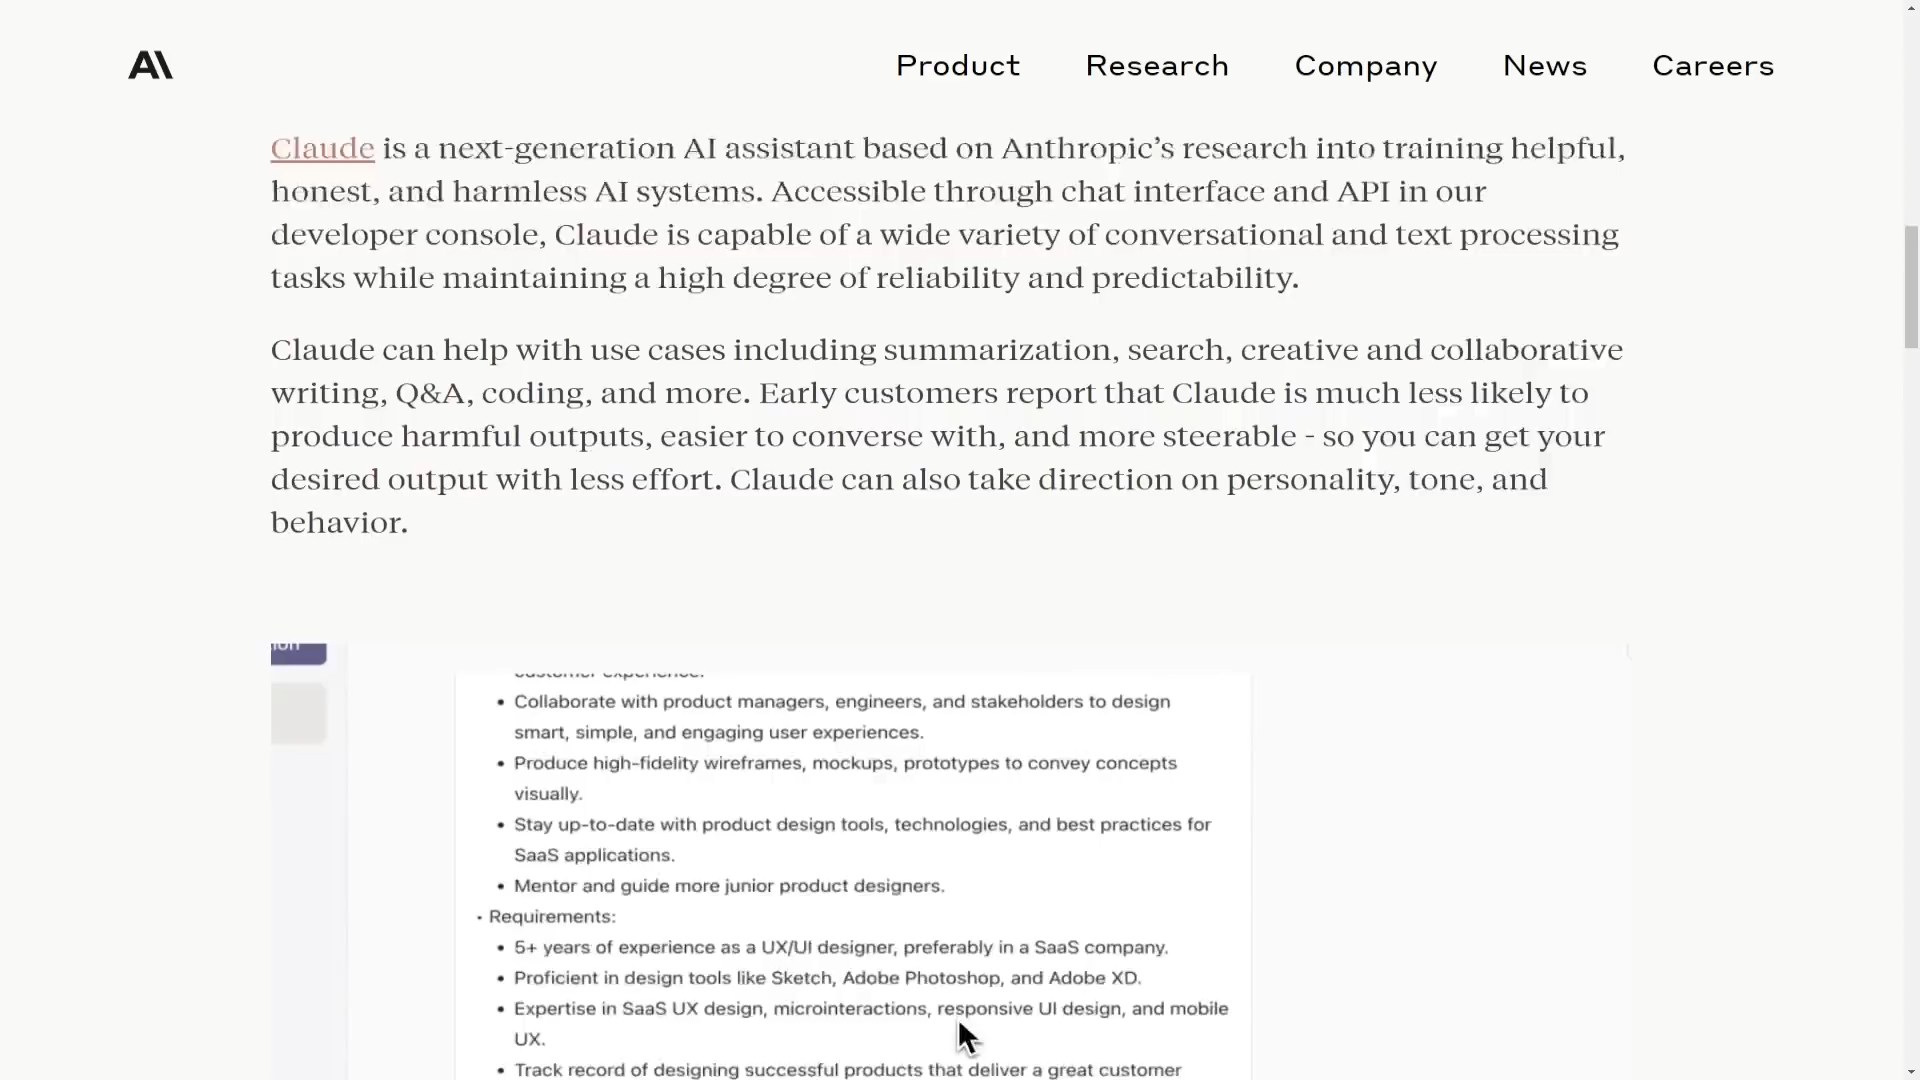 AI
Product
Research
Company
News
Careers
Claude is a next-generation AI assistant based on Anthropic’s research into training helpful,
honest, and harmless AI systems. Accessible through chat interface and API in our
developer console, Claude is capable of a wide variety of conversational and text processing
tasks while maintaining a high degree of reliability and predictability.
Claude can help with use cases including summarization, search, creative and collaborative
writing, Q&A, coding, and more. Early customers report that Claude is much less likely to
produce harmful outputs, easier to converse with, and more steerable - so you can get your
desired output with less effort. Claude can also take direction on personality, tone, and
behavior.
customer experience.
• Collaborate with product managers, engineers, and stakeholders to design
smart, simple, and engaging user experiences.
• Produce high-fidelity wireframes, mockups, prototypes to convey concepts
visually.
• Stay up-to-date with product design tools, technologies, and best practices for
SaaS applications.
• Mentor and guide more junior product designers.
• Requirements:
• 5+ years of experience as a UX/UI designer, preferably in a SaaS company.
• Proficient in design tools like Sketch, Adobe Photoshop, and Adobe XD.
• Expertise in SaaS UX design, microinteractions, responsive UI design, and mobile
UX.
• Track record of designing successful products that deliver a great customer